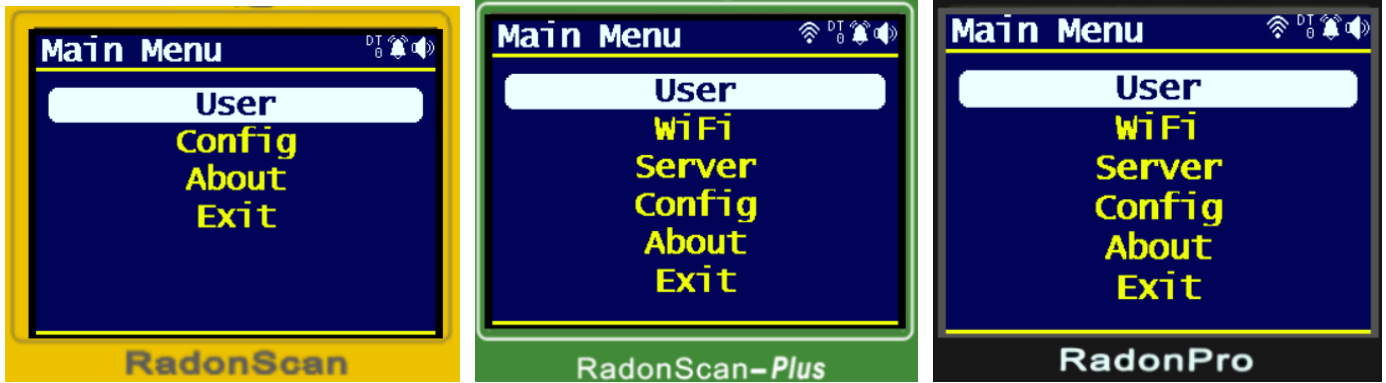 Main Menu DT 0
User
Config
About
Exit
RadonScan
Main Menu DT 0
User
WiFi
Server
Config
About
Exit
RadonScan–Plus
Main Menu DT 0
User
WiFi
Server
Config
About
Exit
RadonPro